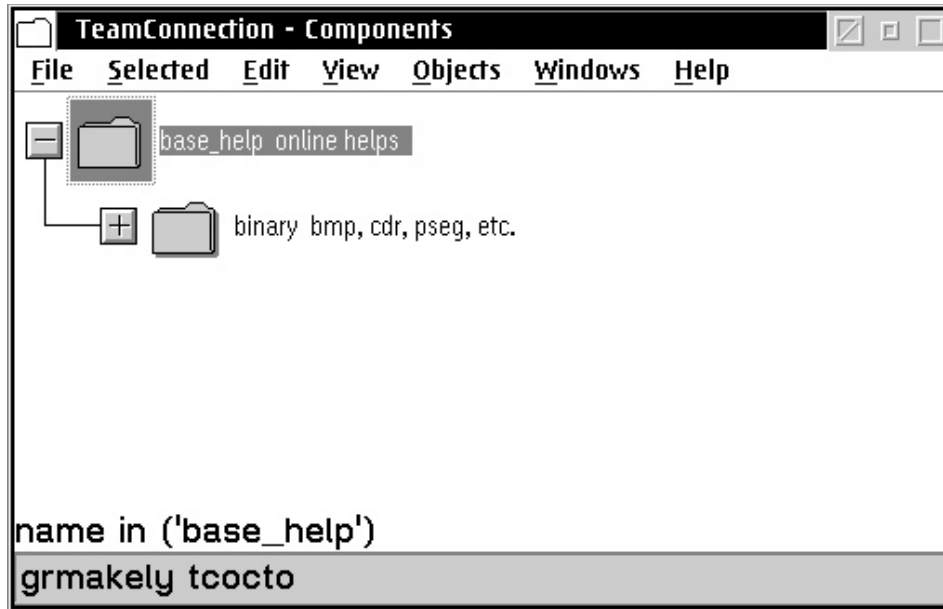 TeamConnection - Components
File Selected Edit View Objects Windows Help
base_help online helps
binary bmp, cdr, pseg, etc.
name in ('base_help')
grmakely tcocto